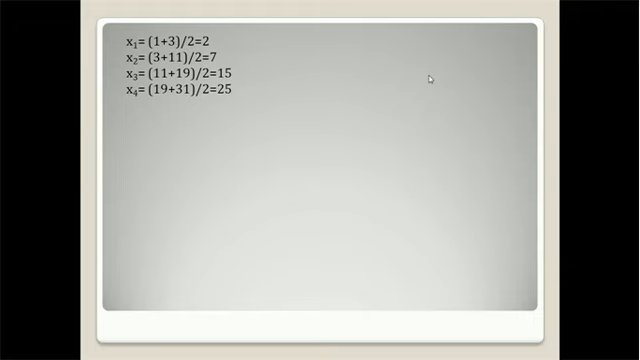 x₁= (1+3)/2=2
x₂= (3+11)/2=7
x₃= (11+19)/2=15
x₄= (19+31)/2=25